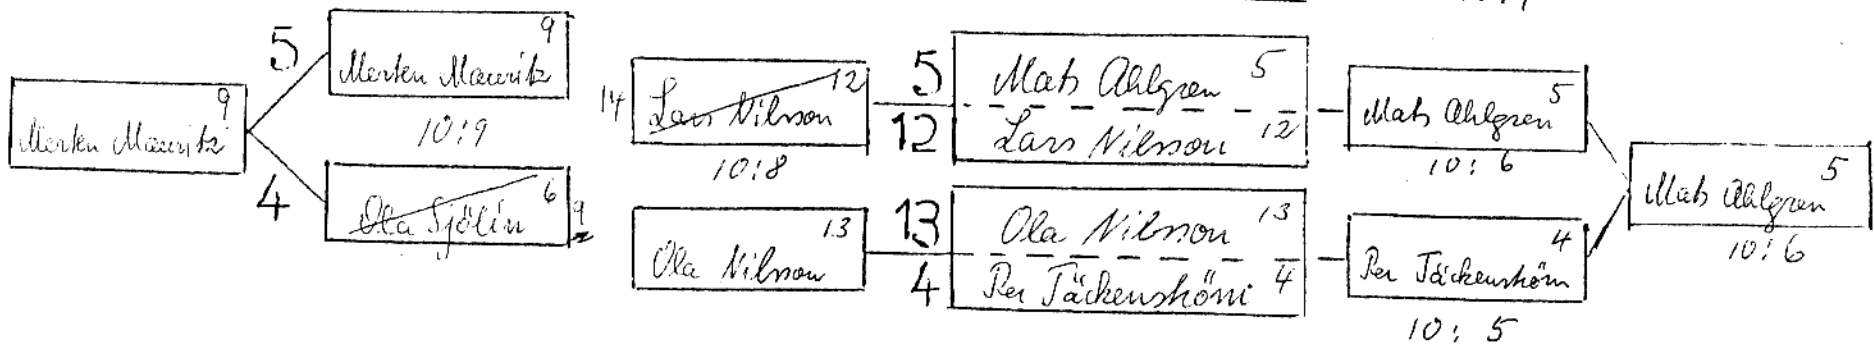 9
Morten Mauritz
5
4
9
Morten Mauritz
10:9
6
Ola Sjölin
9
14
12
Lars Nilsson
10:8
13
Ola Nilsson
5
12
Mats Ahlgren 5
Lars Nilsson 12
13
4
Ola Nilsson 13
Per Täckenström 4
5
Mats Ahlgren
10:6
4
Per Täckenström
10:5
5
Mats Ahlgren
10:6